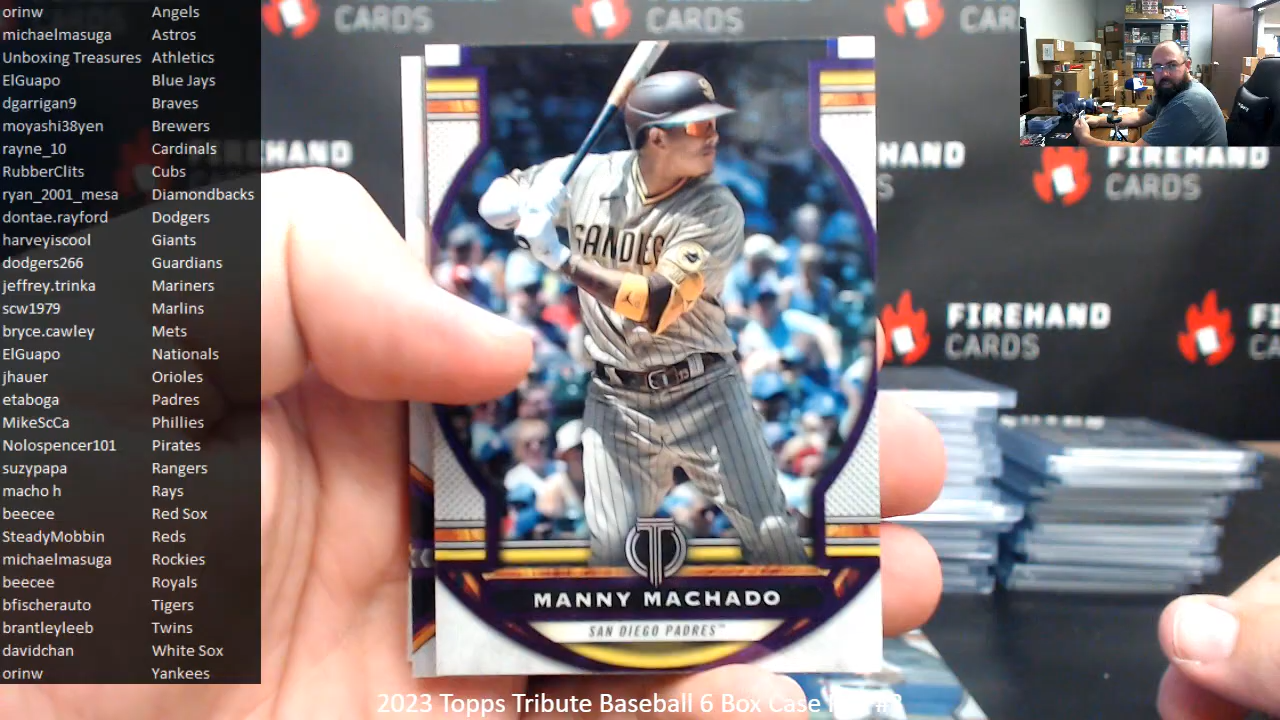 orinw Angels
michaelmasuga Astros
Unboxing Treasures Athletics
ElGuapo Blue Jays
dgarrigan9 Braves
moyashi38yen Brewers
rayne_10 Cardinals
RubberClits Cubs
ryan_2001_mesa Diamondbacks
dontae.rayford Dodgers
harveyiscool Giants
dodgers266 Guardians
jeffrey.trinka Mariners
scw1979 Marlins
bryce.cawley Mets
ElGuapo Nationals
jhauer Orioles
etaboga Padres
MikeScCa Phillies
Nolospencer101 Pirates
suzypapa Rangers
macho h Rays
beecee Red Sox
SteadyMobbin Reds
michaelmasuga Rockies
beecee Royals
bfischerauto Tigers
brantleyleeb Twins
davidchan White Sox
orinw Yankees
FIREHAND
CARDS
CARDS
CARDS
FIREHAND
CARDS
FIREHAND
CARDS
SAN DIEG
MANNY MACHADO
SAN DIEGO PADRES™
2023 Topps Tribute Baseball 6 Box Case